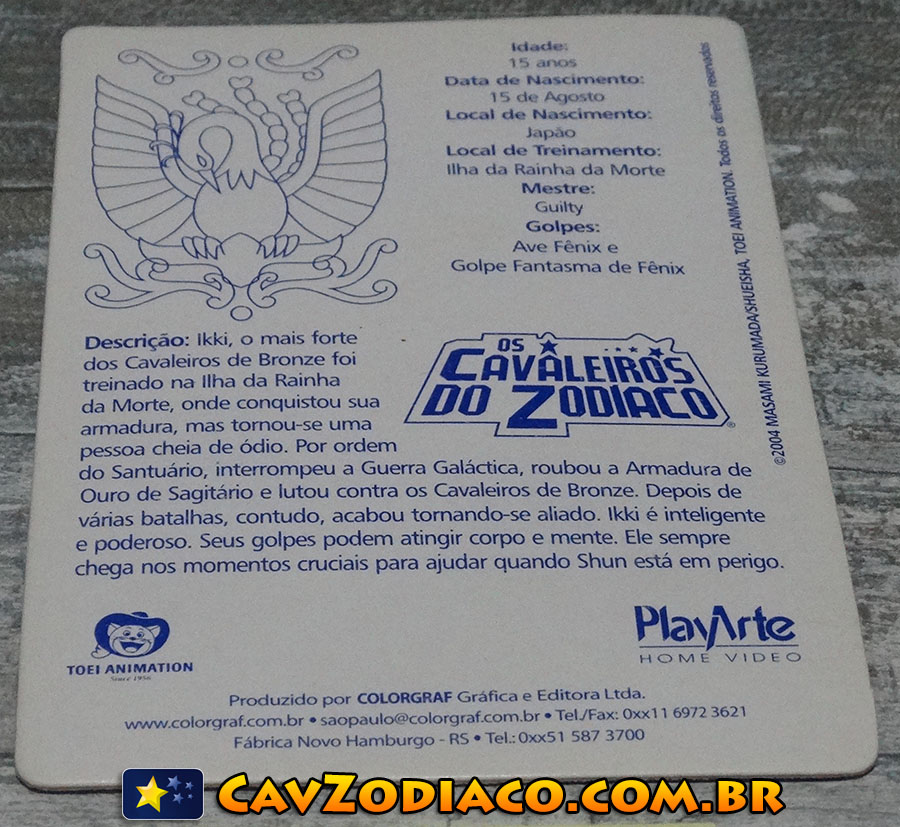 Idade:
15 anos
Data de Nascimento:
15 de Agosto
Local de Nascimento:
Japão
Local de Treinamento:
Ilha da Rainha da Morte
Mestre:
Guilty
Golpes:
Ave Fênix e
Golpe Fantasma de Fênix
©2004 MASAMI KURUMADA/SHUEISHA, TOEI ANIMATION. Todos os direitos reservados
Descrição: Ikki, o mais forte
dos Cavaleiros de Bronze foi
treinado na Ilha da Rainha
da Morte, onde conquistou sua
armadura, mas tornou-se uma
pessoa cheia de ódio. Por ordem
do Santuário, interrompeu a Guerra Galáctica, roubou a Armadura de
Ouro de Sagitário e lutou contra os Cavaleiros de Bronze. Depois de
várias batalhas, contudo, acabou tornando-se aliado. Ikki é inteligente
e poderoso. Seus golpes podem atingir corpo e mente. Ele sempre
chega nos momentos cruciais para ajudar quando Shun está em perigo.
OS
CAVALEIROS
DO ZODIACO®
TOEI ANIMATION
Since 1956
PlayArte
HOME VIDEO
Produzido por COLORGRAF Gráfica e Editora Ltda.
www.colorgraf.com.br • saopaulo@colorgraf.com.br • Tel./Fax: 0xx11 6972 3621
Fábrica Novo Hamburgo - RS • Tel.: 0xx51 587 3700
CAVZODIACO.COM.BR